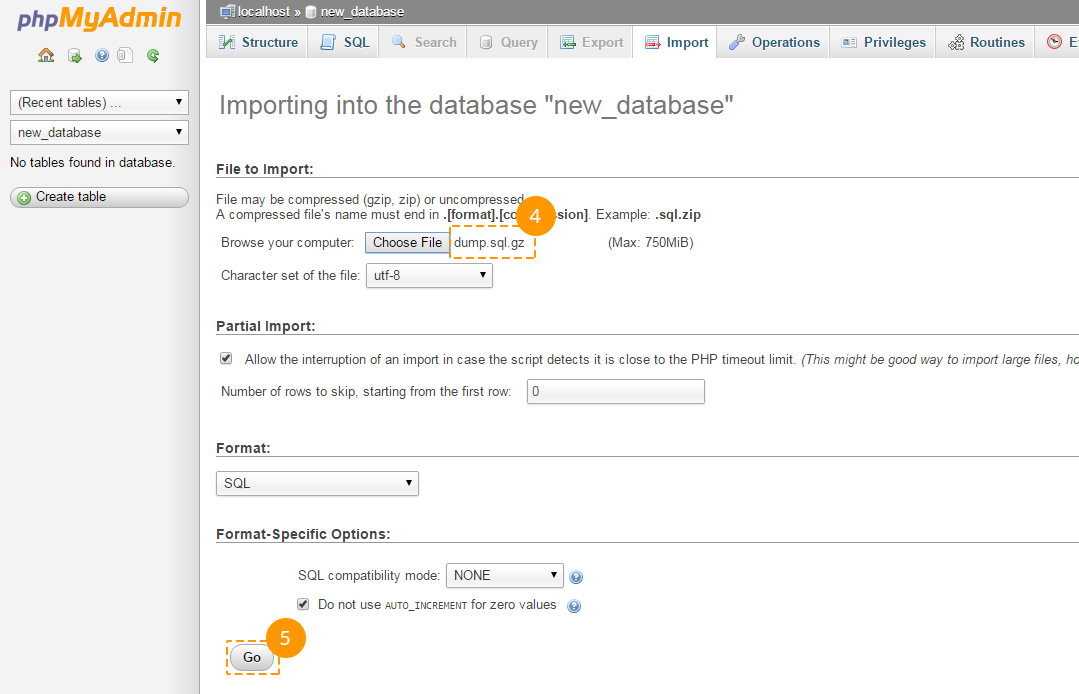 phpMyAdmin
(Recent tables) ...
new_database
No tables found in database.
Create table
localhost » new_database
Structure SQL Search Query Export Import Operations Privileges Routines
Importing into the database "new_database"
File to Import:
File may be compressed (gzip, zip) or uncompressed
A compressed file's name must end in .[format].[co ssion]. Example: .sql.zip
4
Browse your computer: Choose File dump.sql.gz (Max: 750MiB)
Character set of the file: utf-8
Partial Import:
Allow the interruption of an import in case the script detects it is close to the PHP timeout limit. (This might be good way to import large files, ho
Number of rows to skip, starting from the first row: 0
Format:
SQL
Format-Specific Options:
SQL compatibility mode: NONE
Do not use AUTO_INCREMENT for zero values
5
Go